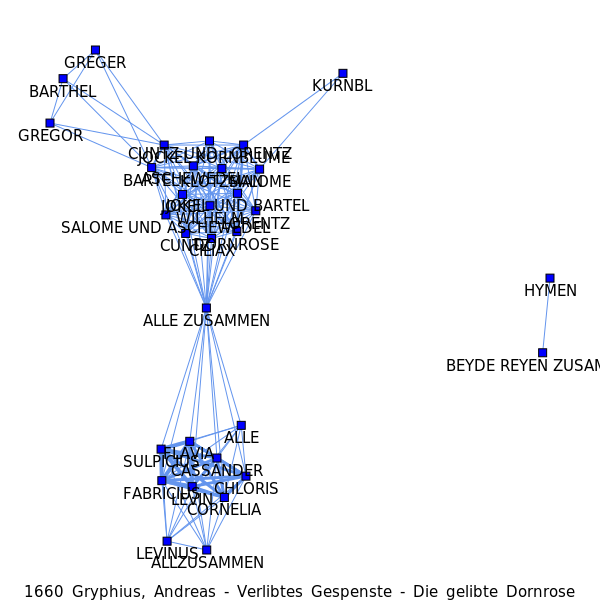 GREGER
KURNBL
BARTHEL
GREGOR
CUNTZ UND LORENTZ
JOCKEL KORNBLUME
ASCHEWEDEL
BARTEL
KLOTZMAN
SALOME
JOCKEL UND BARTEL
WILHELM
LORENTZ
SALOME UND ASCHEWEDEL
CUNTZ
DORNROSE
CILIAX
HYMEN
ALLE ZUSAMMEN
BEYDE REYEN ZUSAM
ALLE
FLAVIA
SULPICIUS
CASSANDER
CHLORIS
FABRICIUS
LEVIN
CORNELIA
LEVINUS
ALLZUSAMMEN
1660 Gryphius, Andreas - Verlibtes Gespenste - Die gelibte Dornrose